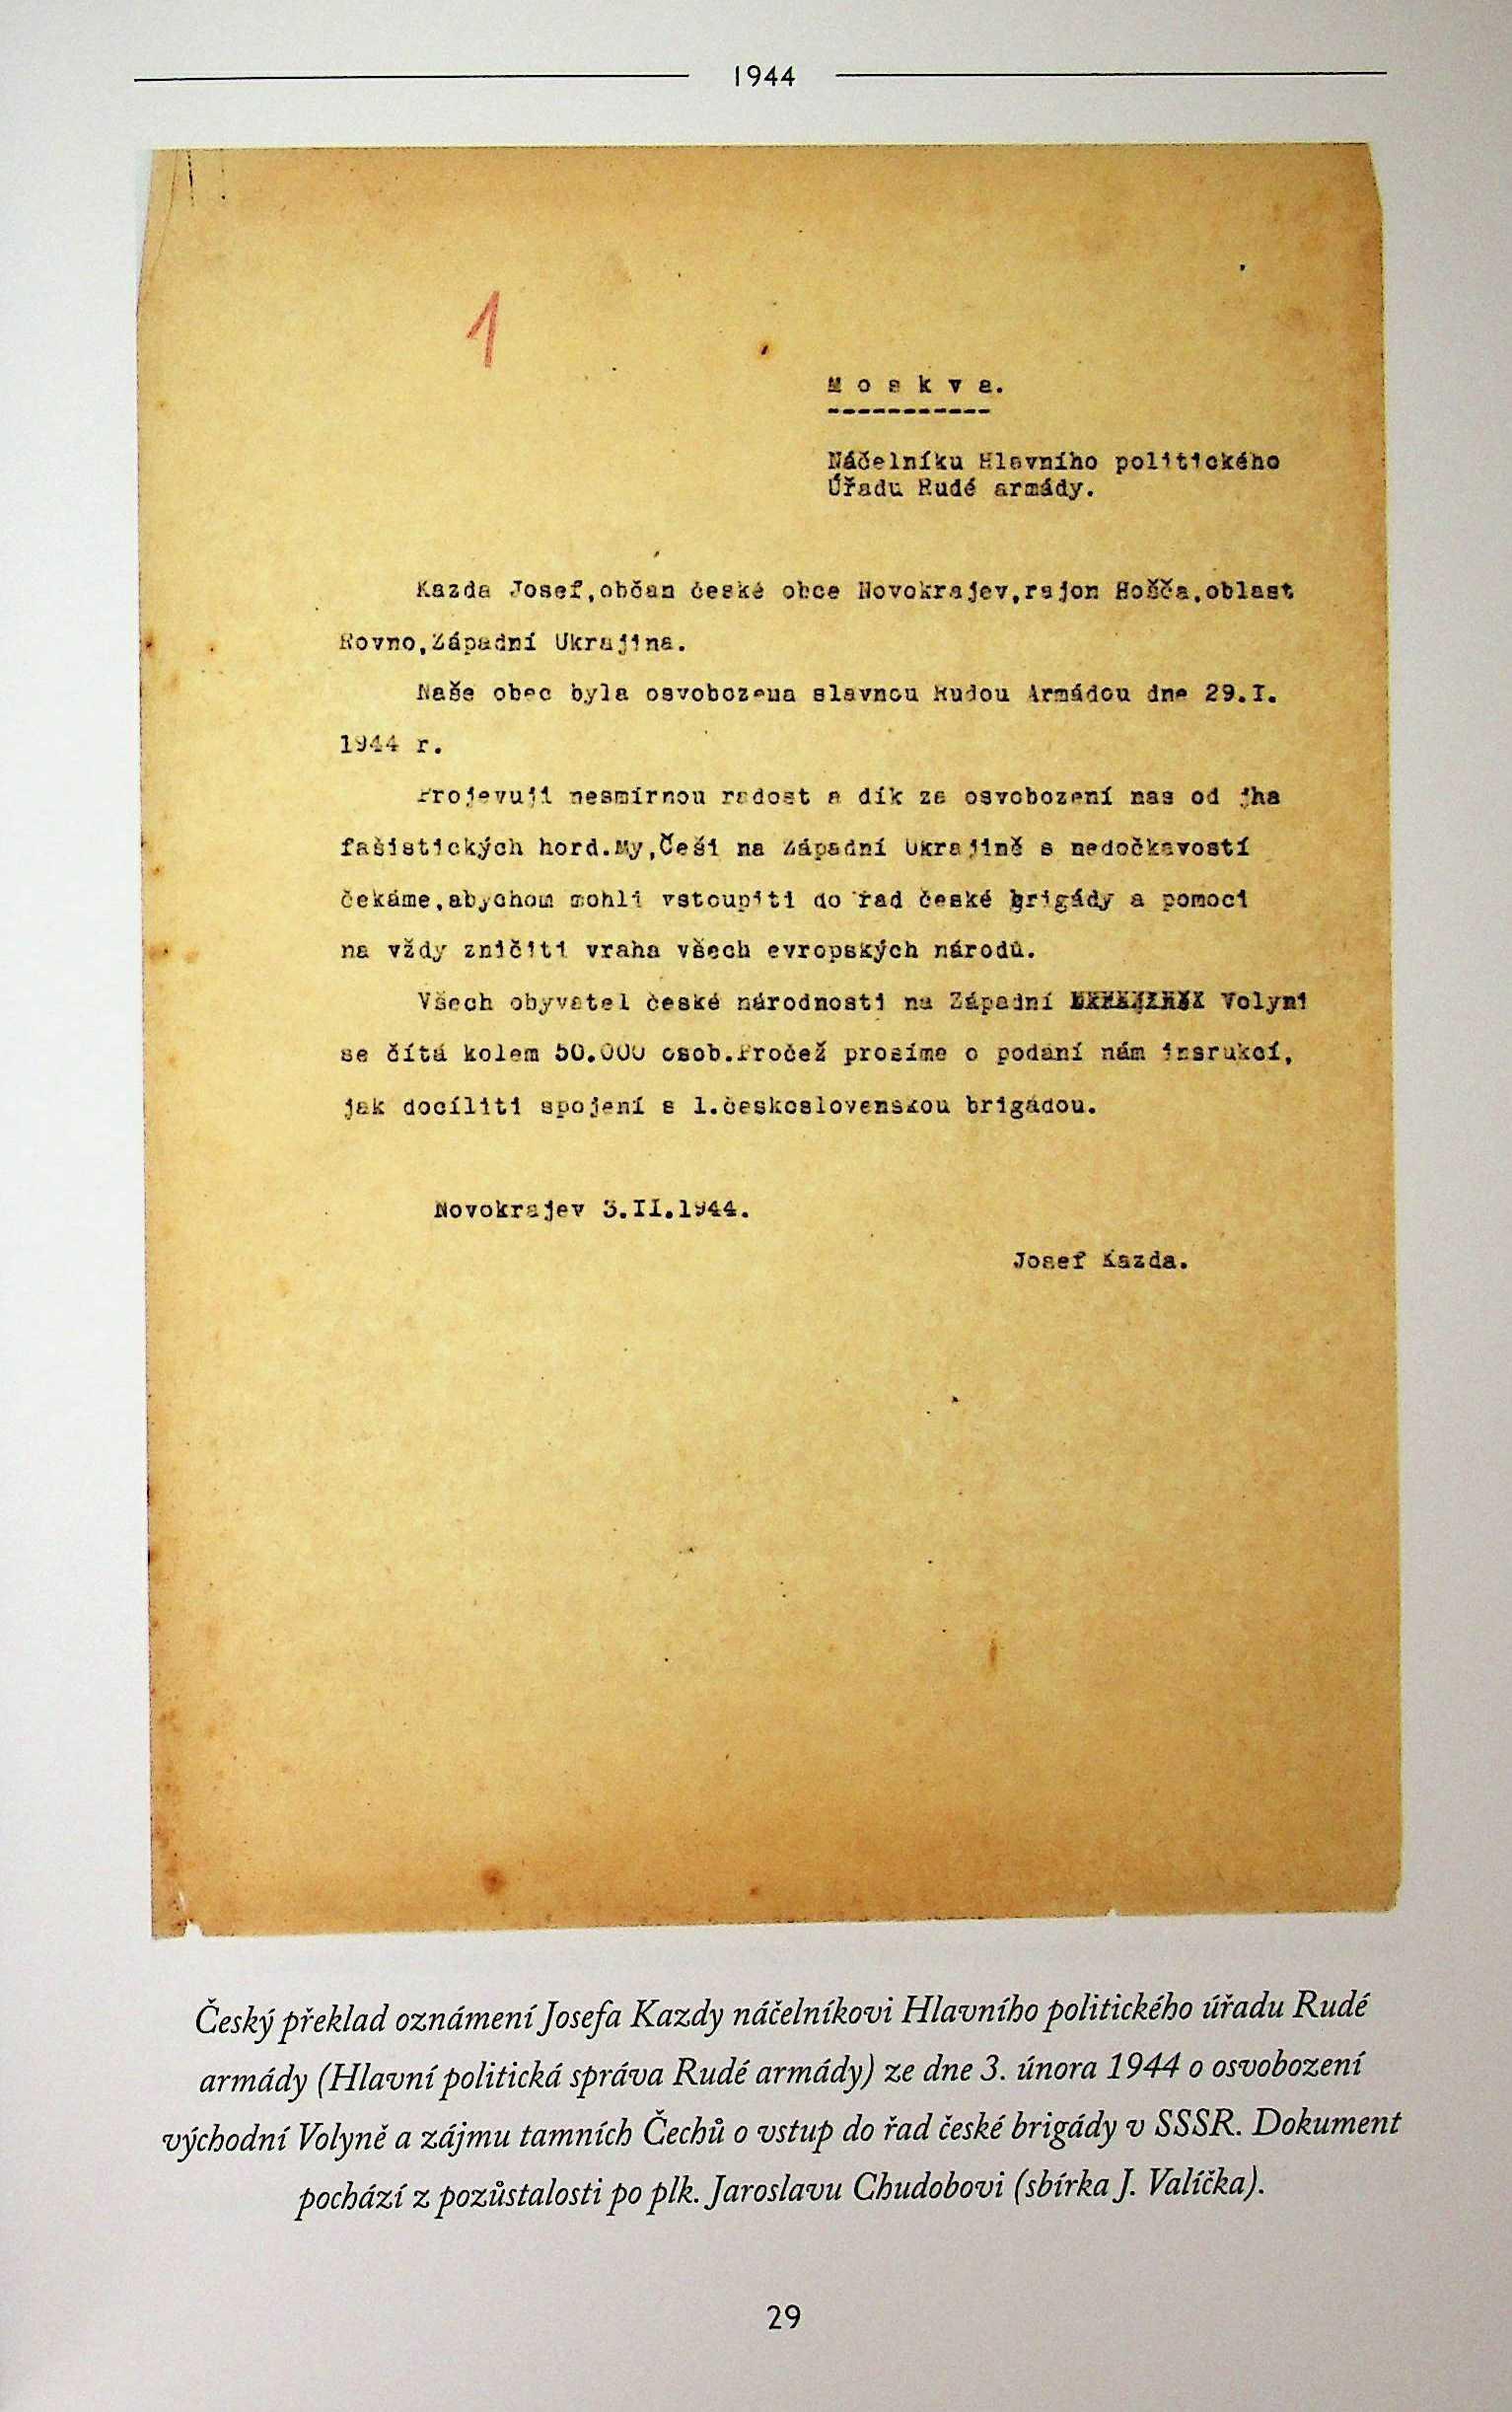 1944
1
M o s k v a.
-----------
Náčelníku Hlavního politického
Úřadu Rudé armády.
Kazda Josef,občan české obce Novokrajev,rajon Hošča,oblast
Rovno,Západní Ukrajina.
Naše obec byla osvobozena slavnou Rudou Armádou dne 29.I.
1944 r.
Projevuji nesmírnou radost a dík za osvobození nas od jha
fašistických hord.My,Češi na Západní Ukrajině s nedočkavostí
čekáme,abychom mohli vstoupiti do řad české brigády a pomoci
na vždy zničiti vraha všech evropských národů.
Všech obyvatel české národnosti na Západní Volyni
se čítá kolem 50.000 osob.Pročež prosíme o podání nám insrukcí,
jak docíliti spojení s 1.československou brigádou.
Novokrajev 3.II.1944.
Josef Kazda.
Český překlad oznámení Josefa Kazdy náčelníkovi Hlavního politického úřadu Rudé
armády (Hlavní politická správa Rudé armády) ze dne 3. února 1944 o osvobození
východní Volyně a zájmu tamních Čechů o vstup do řad české brigády v SSSR. Dokument
pochází z pozůstalosti po plk. Jaroslavu Chudobovi (sbírka J. Valíčka).
29